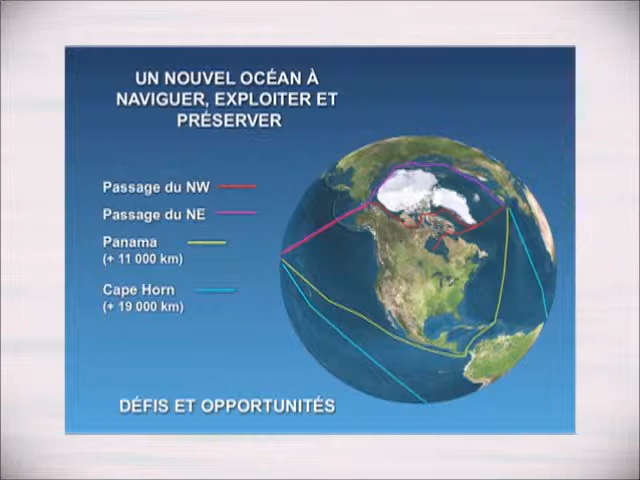 UN NOUVEL OCÉAN À
NAVIGUER, EXPLOITER ET
PRÉSERVER
Passage du NW
Passage du NE
Panama
(+ 11 000 km)
Cape Horn
(+ 19 000 km)
DÉFIS ET OPPORTUNITÉS